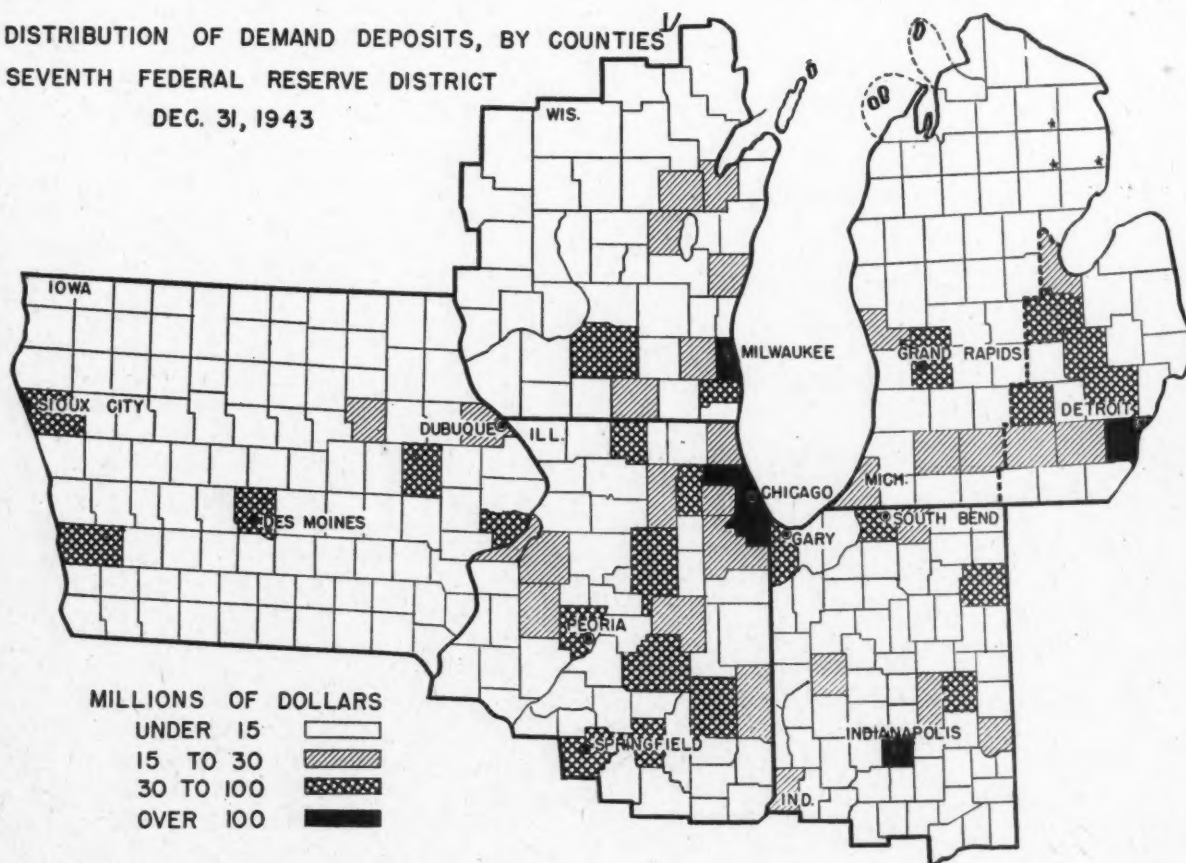 DISTRIBUTION OF DEMAND DEPOSITS, BY COUNTIES
SEVENTH FEDERAL RESERVE DISTRICT
DEC. 31, 1943
WIS.
IOWA
MILWAUKEE
GRAND RAPIDS
SIOUX CITY
DUBUQUE
ILL.
DETROIT
MICH.
CHICAGO
DES MOINES
SOUTH BEND
GARY
PEORIA
MILLIONS OF DOLLARS
UNDER 15
15 TO 30
30 TO 100
OVER 100
SPRINGFIELD
INDIANAPOLIS
IND.